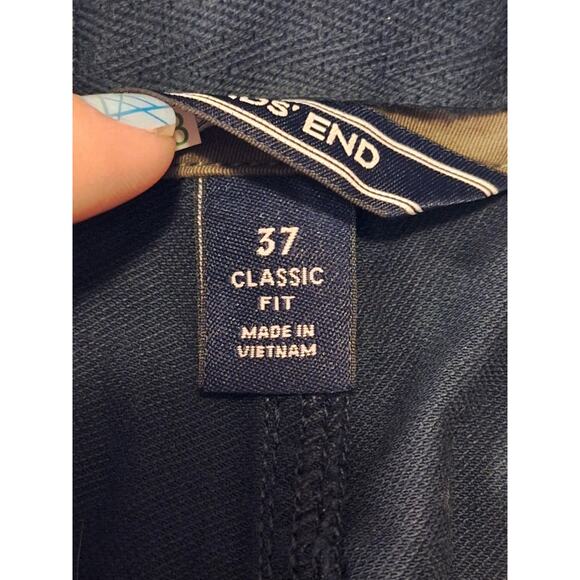 DS' END
37
CLASSIC
FIT
MADE IN
VIETNAM